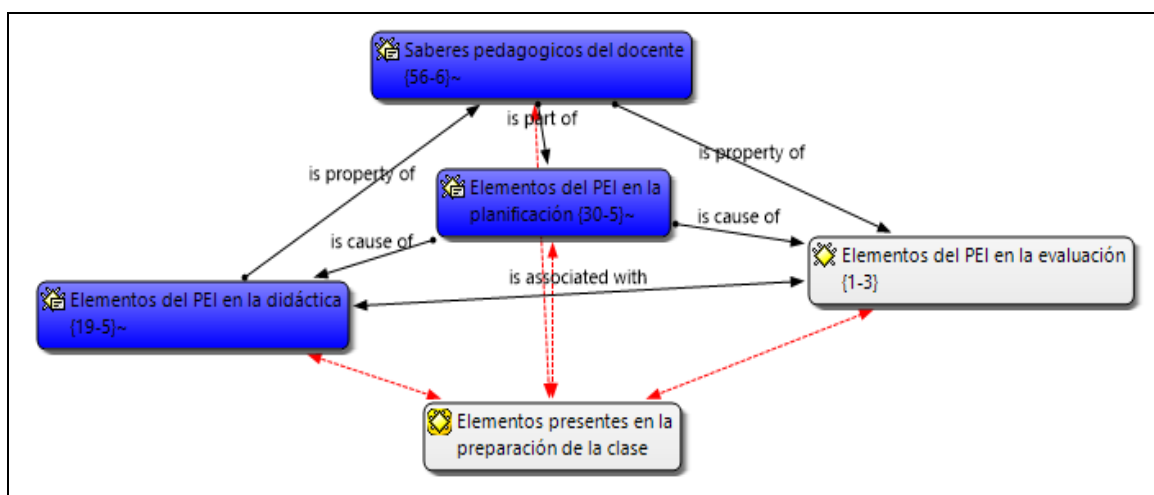 Saberes pedagogicos del docente
{56-6}~
is part of
is property of
is property of
Elementos del PEI en la
planificación {30-5}~
is cause of
is cause of
Elementos del PEI en la evaluación
{1-3}
is associated with
Elementos del PEI en la didáctica
{19-5}~
Elementos presentes en la
preparación de la clase